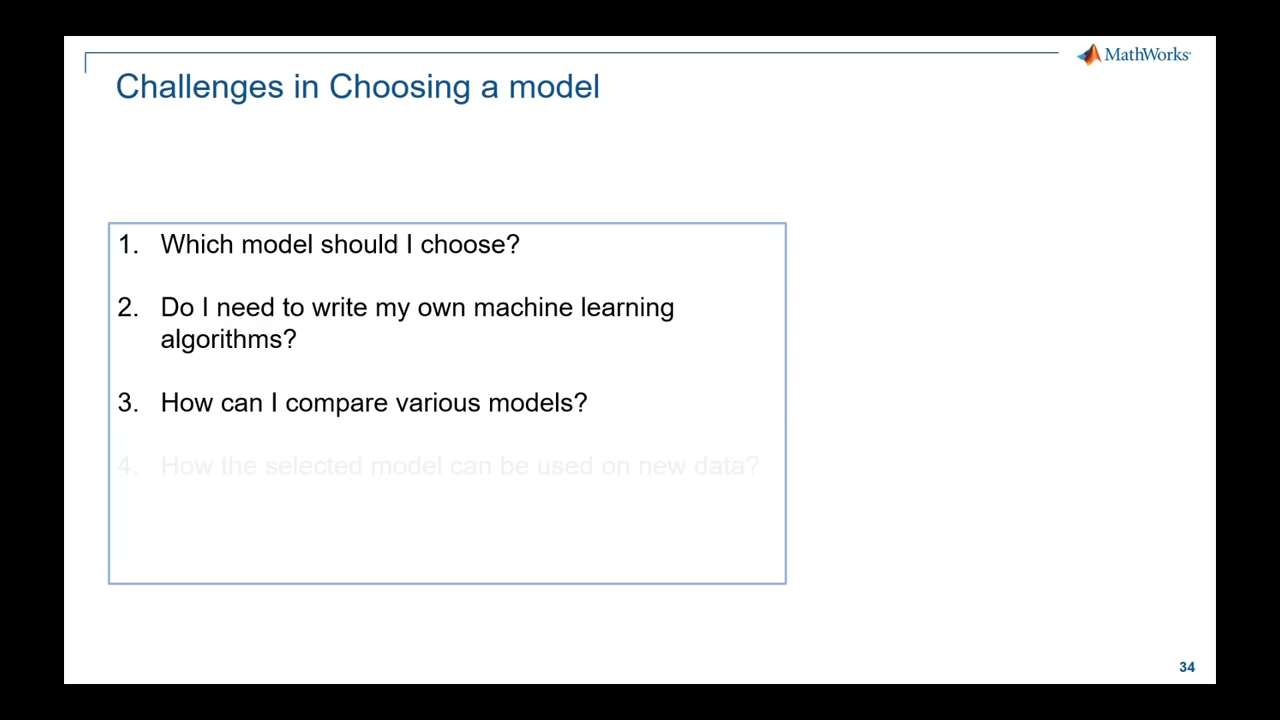 MathWorks®
Challenges in Choosing a model
1. Which model should I choose?
2. Do I need to write my own machine learning
algorithms?
3. How can I compare various models?
4. How the selected model can be used on new data?
34